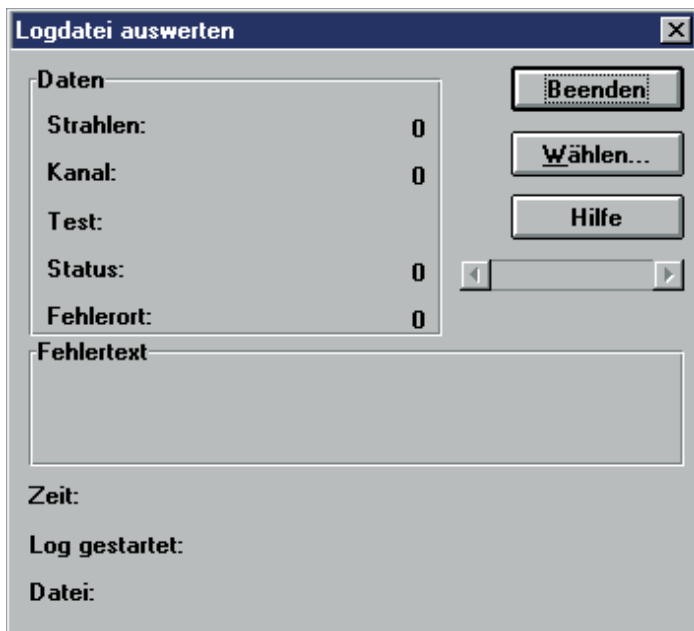 Logdatei auswerten
Daten
Strahlen: 0
Kanal: 0
Test:
Status: 0
Fehlerort: 0
Beenden
Wählen...
Hilfe
Fehlertext
Zeit:
Log gestartet:
Datei: